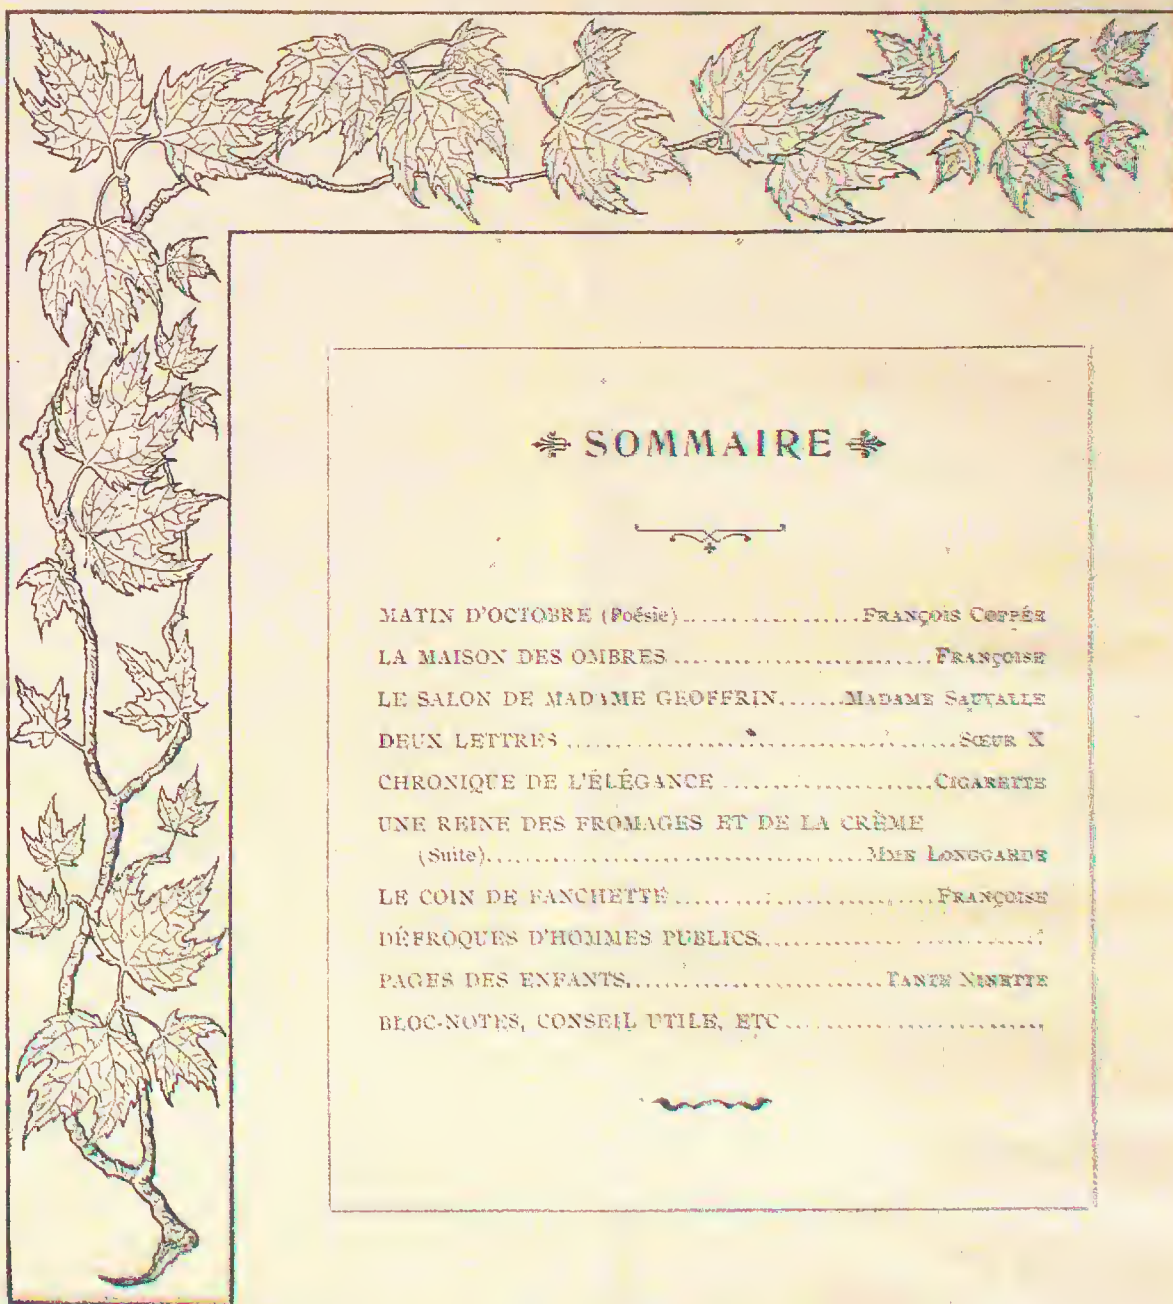 SOMMAIRE
MATIN D'OCTOBRE (Poésie)..................FRANÇOIS COPPÉE
LA MAISON DES OMBRES..........................FRANÇOISE
LE SALON DE MADAME GEOFFRIN.......MADAME SAUVALLE
DEUX LETTRES........................................SŒUR X
CHRONIQUE DE L'ÉLÉGANCE.....................CIGARETTE
UNE REINE DES FROMAGES ET DE LA CRÈME
(Suite).......................................MME LONGGARDE
LE COIN DE FANCHETTE..........................FRANÇOISE
DÉFROQUES D'HOMMES PUBLICS.............................
PAGES DES ENFANTS..........................TANTE NINETTE
BLOC-NOTES, CONSEIL UTILE, ETC..........................